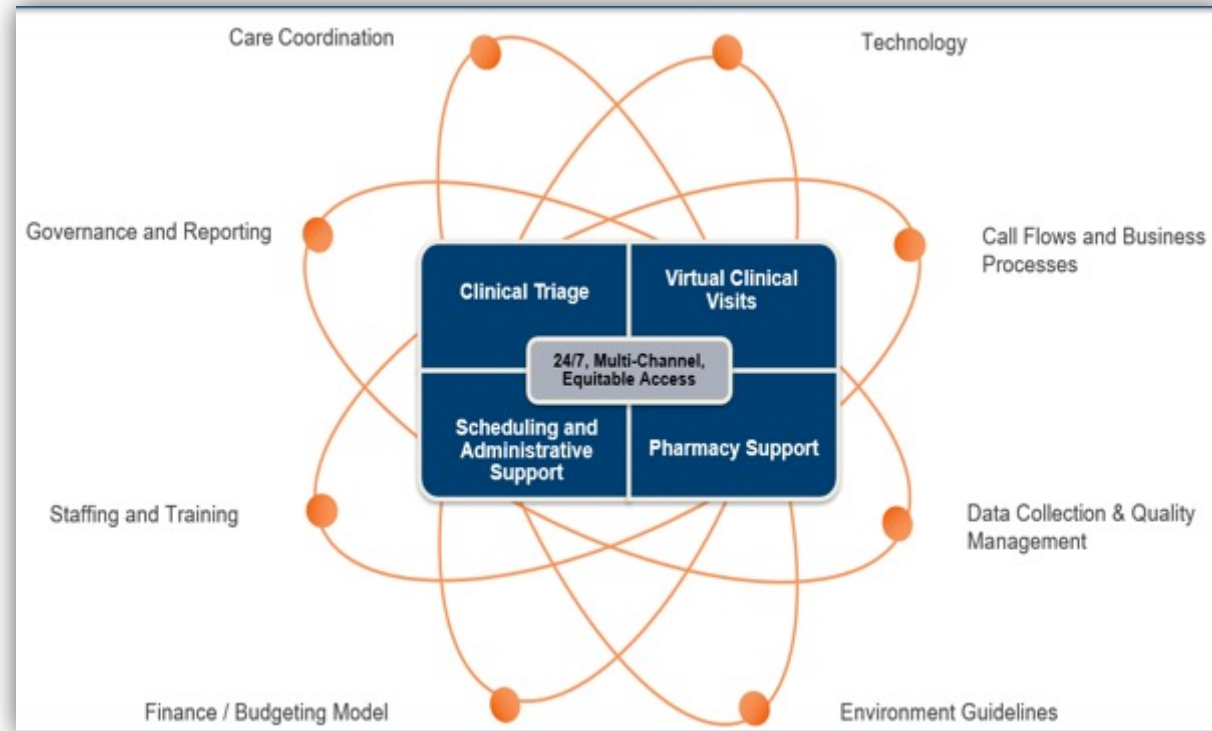 Care Coordination
Technology
Governance and Reporting
Call Flows and Business
Processes
Clinical Triage
Virtual Clinical
Visits
24/7, Multi-Channel,
Equitable Access
Scheduling and
Administrative
Support
Pharmacy Support
Staffing and Training
Data Collection & Quality
Management
Finance / Budgeting Model
Environment Guidelines